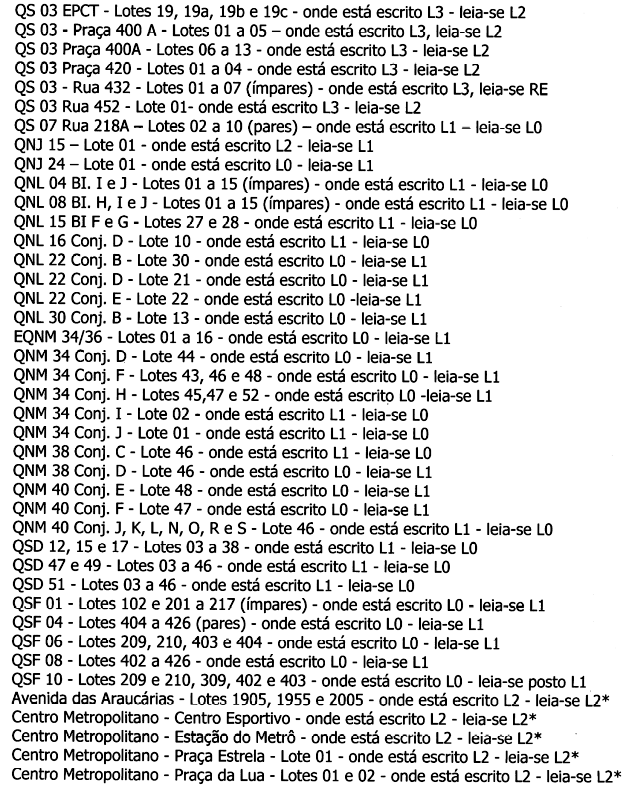 QS 03 EPCT - Lotes 19, 19a, 19b e 19c - onde está escrito L3 - leia-se L2
QS 03 - Praça 400 A - Lotes 01 a 05 – onde está escrito L3, leia-se L2
QS 03 Praça 400A - Lotes 06 a 13 - onde está escrito L3 - leia-se L2
QS 03 Praça 420 - Lotes 01 a 04 - onde está escrito L3 - leia-se L2
QS 03 - Rua 432 - Lotes 01 a 07 (ímpares) - onde está escrito L3, leia-se RE
QS 03 Rua 452 - Lote 01- onde está escrito L3 - leia-se L2
QS 07 Rua 218A – Lotes 02 a 10 (pares) – onde está escrito L1 – leia-se L0
QNJ 15 – Lote 01 - onde está escrito L2 - leia-se L1
QNJ 24 – Lote 01 - onde está escrito L0 - leia-se L1
QNL 04 BI. I e J - Lotes 01 a 15 (ímpares) - onde está escrito L1 - leia-se L0
QNL 08 BI. H, I e J - Lotes 01 a 15 (ímpares) - onde está escrito L1 - leia-se L0
QNL 15 BI F e G - Lotes 27 e 28 - onde está escrito L1 - leia-se L0
QNL 16 Conj. D - Lote 10 - onde está escrito L1 - leia-se L0
QNL 22 Conj. B - Lote 30 - onde está escrito L0 - leia-se L1
QNL 22 Conj. D - Lote 21 - onde está escrito L0 - leia-se L1
QNL 22 Conj. E - Lote 22 - onde está escrito L0 -leia-se L1
QNL 30 Conj. B - Lote 13 - onde está escrito L0 - leia-se L1
EQNM 34/36 - Lotes 01 a 16 - onde está escrito L0 - leia-se L1
QNM 34 Conj. D - Lote 44 - onde está escrito L0 - leia-se L1
QNM 34 Conj. F - Lotes 43, 46 e 48 - onde está escrito L0 - leia-se L1
QNM 34 Conj. H - Lotes 45,47 e 52 - onde está escrito L0 -leia-se L1
QNM 34 Conj. I - Lote 02 - onde está escrito L1 - leia-se L0
QNM 34 Conj. J - Lote 01 - onde está escrito L1 - leia-se L0
QNM 38 Conj. C - Lote 46 - onde está escrito L1 - leia-se L0
QNM 38 Conj. D - Lote 46 - onde está escrito L0 - leia-se L1
QNM 40 Conj. E - Lote 48 - onde está escrito L0 - leia-se L1
QNM 40 Conj. F - Lote 47 - onde está escrito L0 - leia-se L1
QNM 40 Conj. J, K, L, N, O, R e S - Lote 46 - onde está escrito L1 - leia-se L0
QSD 12, 15 e 17 - Lotes 03 a 38 - onde está escrito L1 - leia-se L0
QSD 47 e 49 - Lotes 03 a 46 - onde está escrito L1 - leia-se L0
QSD 51 - Lotes 03 a 46 - onde está escrito L1 - leia-se L0
QSF 01 - Lotes 102 e 201 a 217 (ímpares) - onde está escrito L0 - leia-se L1
QSF 04 - Lotes 404 a 426 (pares) - onde está escrito L0 - leia-se L1
QSF 06 - Lotes 209, 210, 403 e 404 - onde está escrito L0 - lela-se L1
QSF 08 - Lotes 402 a 426 - onde está escrito L0 - leia-se L1
QSF 10 - Lotes 209 e 210, 309, 402 e 403 - onde está escrito L0 - leia-se posto L1
Avenida das Araucárias - Lotes 1905, 1955 e 2005 - onde está escrito L2 - leia-se L2*
Centro Metropolitano - Centro Esportivo - onde está escrito L2 - leia-se L2*
Centro Metropolitano - Estação do Metrô - onde está escrito L2 - leia-se L2*
Centro Metropolitano - Praça Estrela - Lote 01 - onde está escrito L2 - leia-se L2*
Centro Metropolitano - Praça da Lua - Lotes 01 e 02 - onde está escrito L2 - leia-se L2*